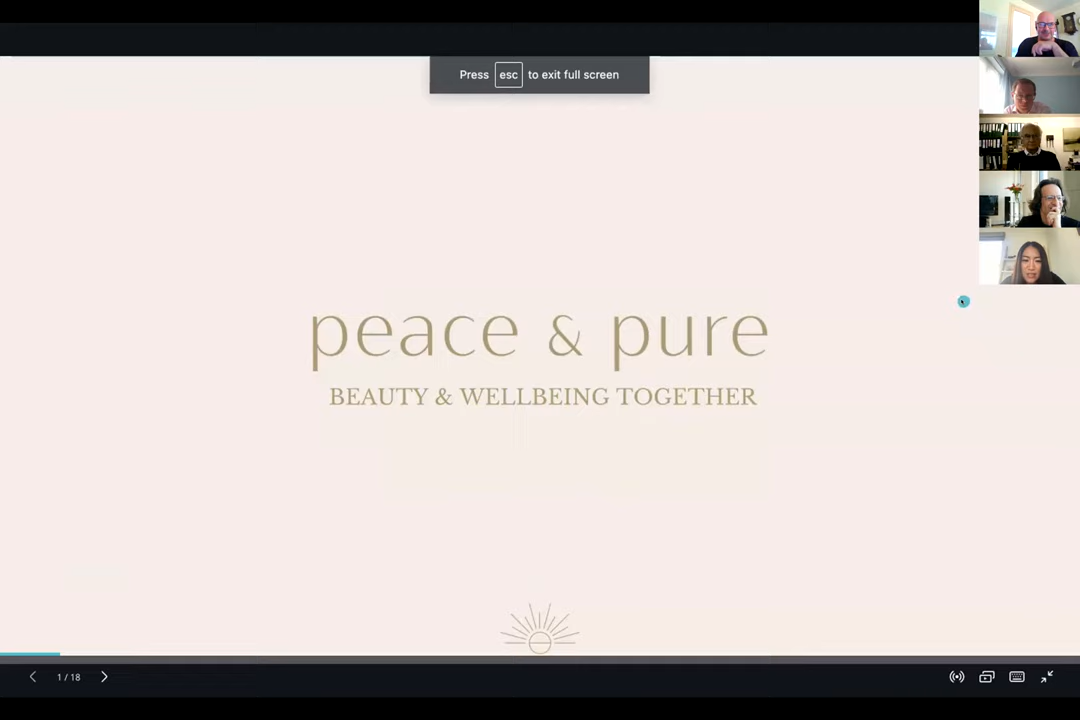 Press esc to exit full screen
peace & pure
BEAUTY & WELLBEING TOGETHER
1 / 18